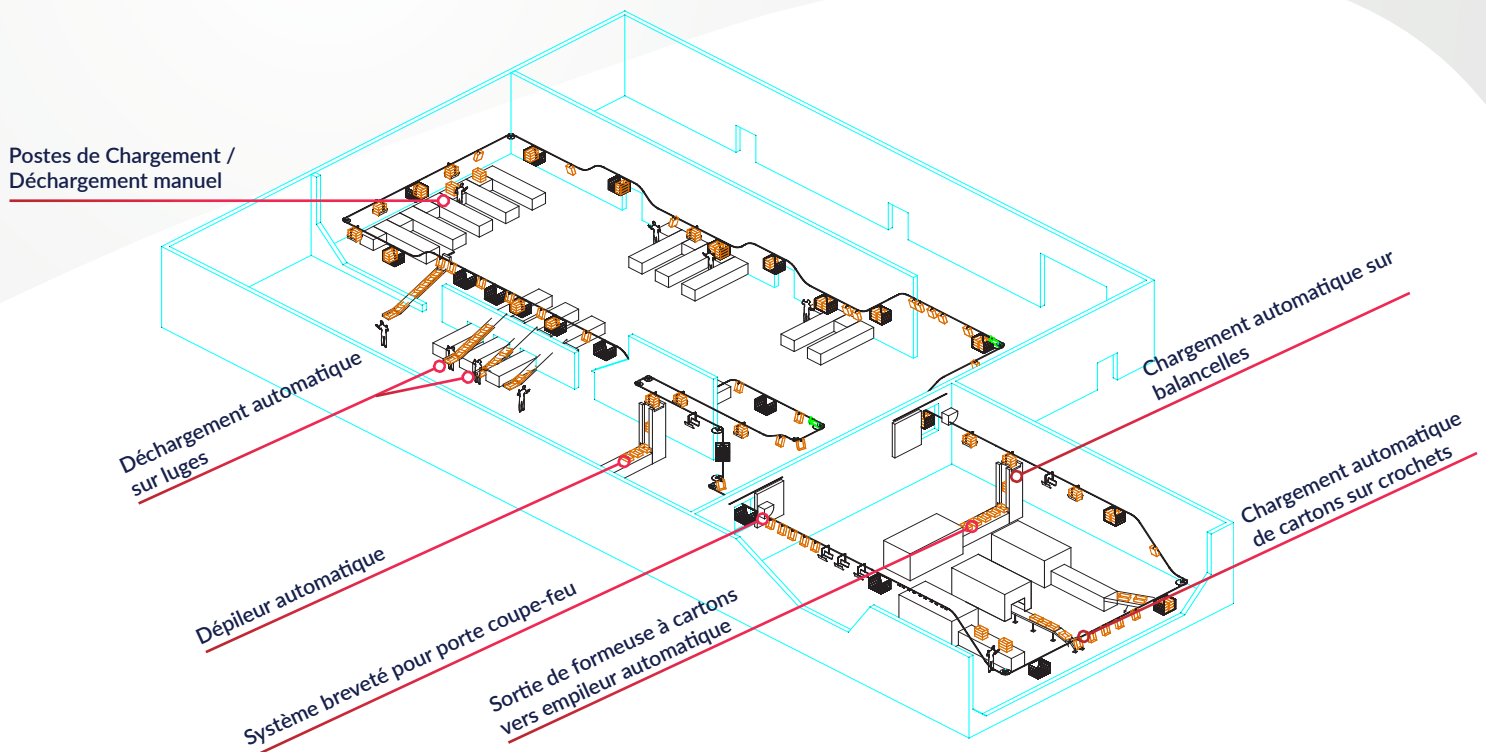 Postes de Chargement /
Déchargement manuel
Déchargement automatique
sur luges
Dépileur automatique
Système breveté pour porte coupe-feu
Sortie de formeuse à cartons
vers empileur automatique
Chargement automatique sur
balancelles
Chargement automatique
de cartons sur crochets